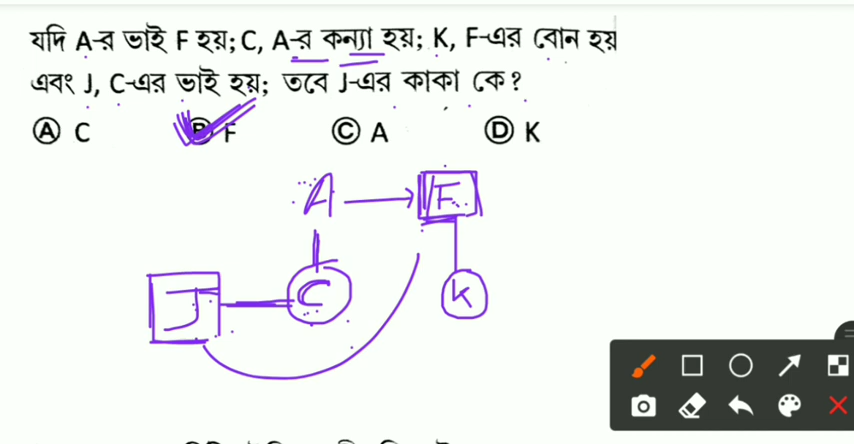 যদি A-র ভাই F হয়; C, A-র কন্যা হয়; K, F-এর বোন হয়
এবং J, C-এর ভাই হয়; তবে J-এর কাকা কে?
Ⓐ C Ⓑ F Ⓒ A Ⓓ K
A F
J C K